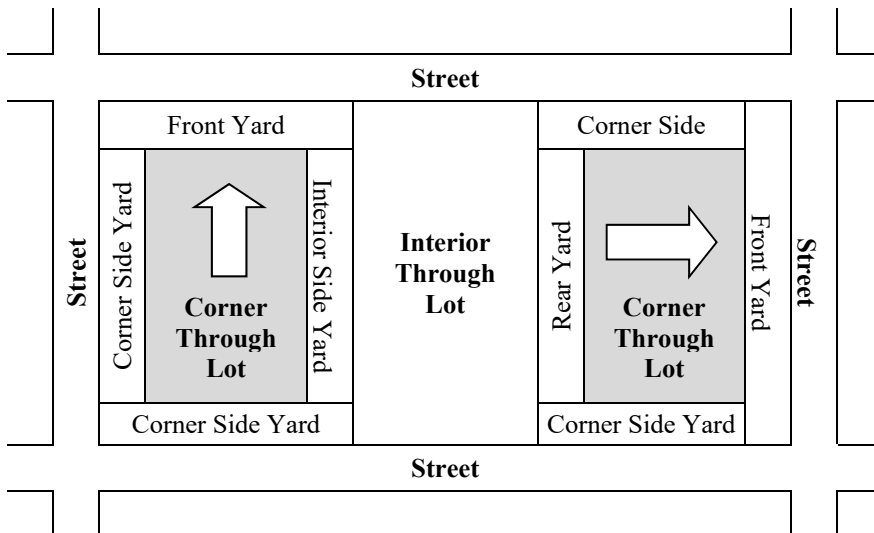 Street
Front Yard
Corner Side
Corner Side Yard
Interior Side Yard
Street
Corner
Through
Lot
Interior
Through
Lot
Rear Yard
Corner
Through
Lot
Front Yard
Street
Corner Side Yard
Corner Side Yard
Street